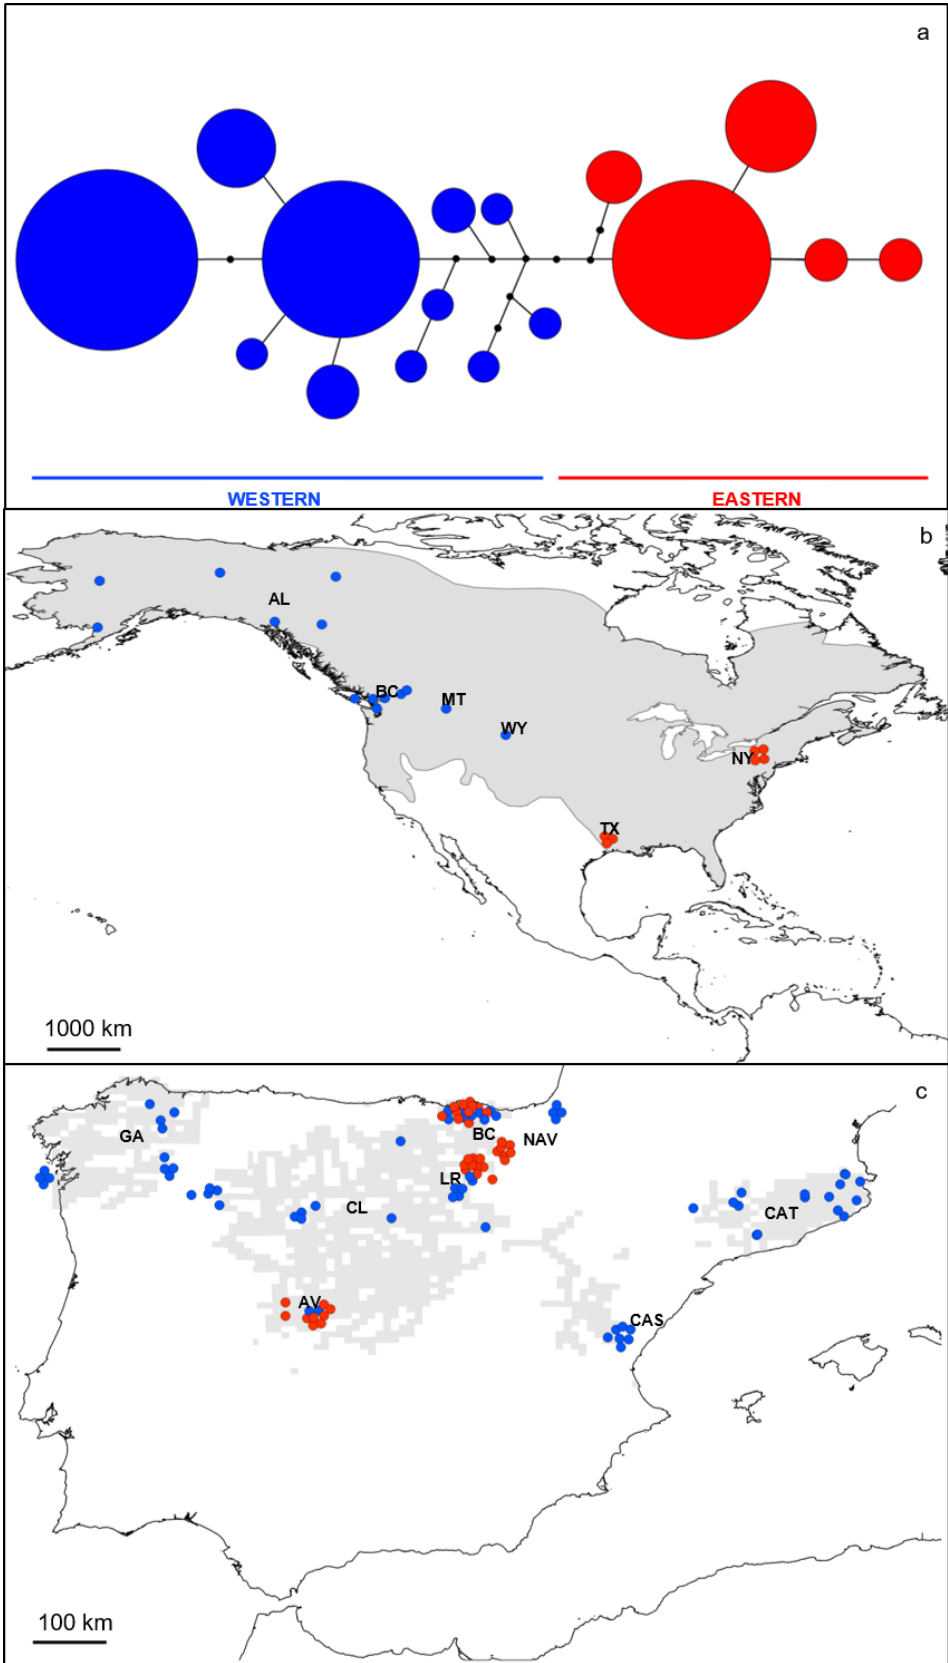 a
WESTERN EASTERN
b
AL
BC
MT
WY
NY
TX
1000 km
c
GA
BC NAV
LR
CL
CAT
AV
CAS
100 km